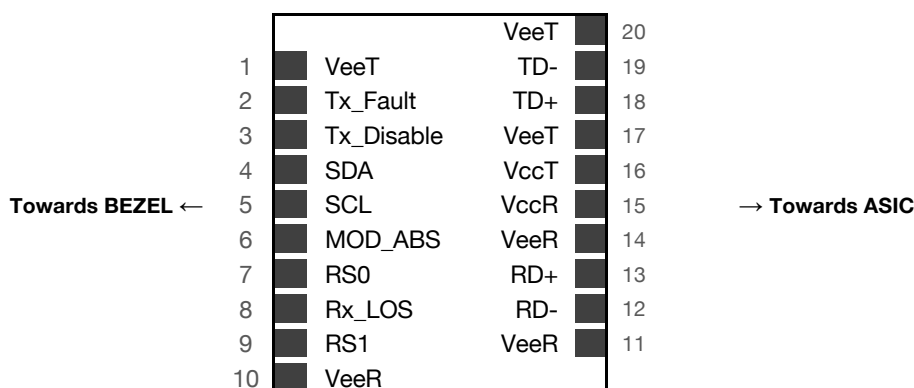 VeeT 20
1 VeeT TD- 19
2 Tx_Fault TD+ 18
3 Tx_Disable VeeT 17
4 SDA VccT 16
Towards BEZEL ← 5 SCL VccR 15 → Towards ASIC
6 MOD_ABS VeeR 14
7 RS0 RD+ 13
8 Rx_LOS RD- 12
9 RS1 VeeR 11
10 VeeR